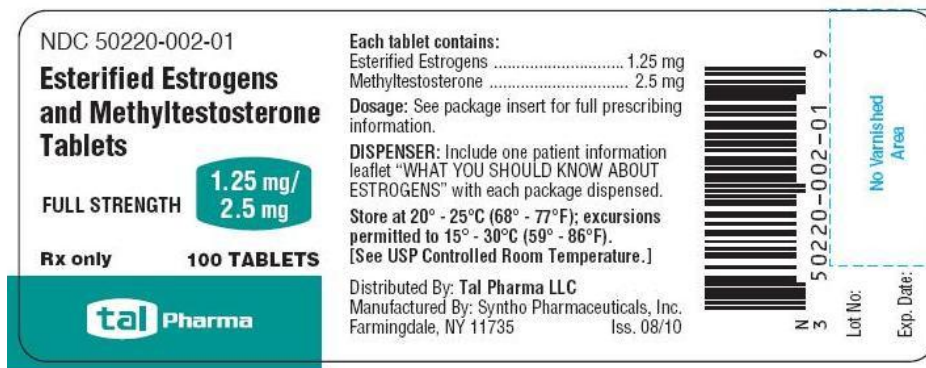 NDC 50220-002-01
Esterified Estrogens
and Methyltestosterone
Tablets
FULL STRENGTH
1.25 mg/
2.5 mg
Rx only 100 TABLETS
tal Pharma
Each tablet contains:
Esterified Estrogens ............................. 1.25 mg
Methyltestosterone ............................... 2.5 mg
Dosage: See package insert for full prescribing
information.
DISPENSER: Include one patient information
leaflet “WHAT YOU SHOULD KNOW ABOUT
ESTROGENS” with each package dispensed.
Store at 20° - 25°C (68° - 77°F); excursions
permitted to 15° - 30°C (59° - 86°F).
[See USP Controlled Room Temperature.]
Distributed By: Tal Pharma LLC
Manufactured By: Syntho Pharmaceuticals, Inc.
Farmingdale, NY 11735 Iss. 08/10
N
3 50220-002-01 9
No Varnished
Area
Lot No:
Exp. Date: